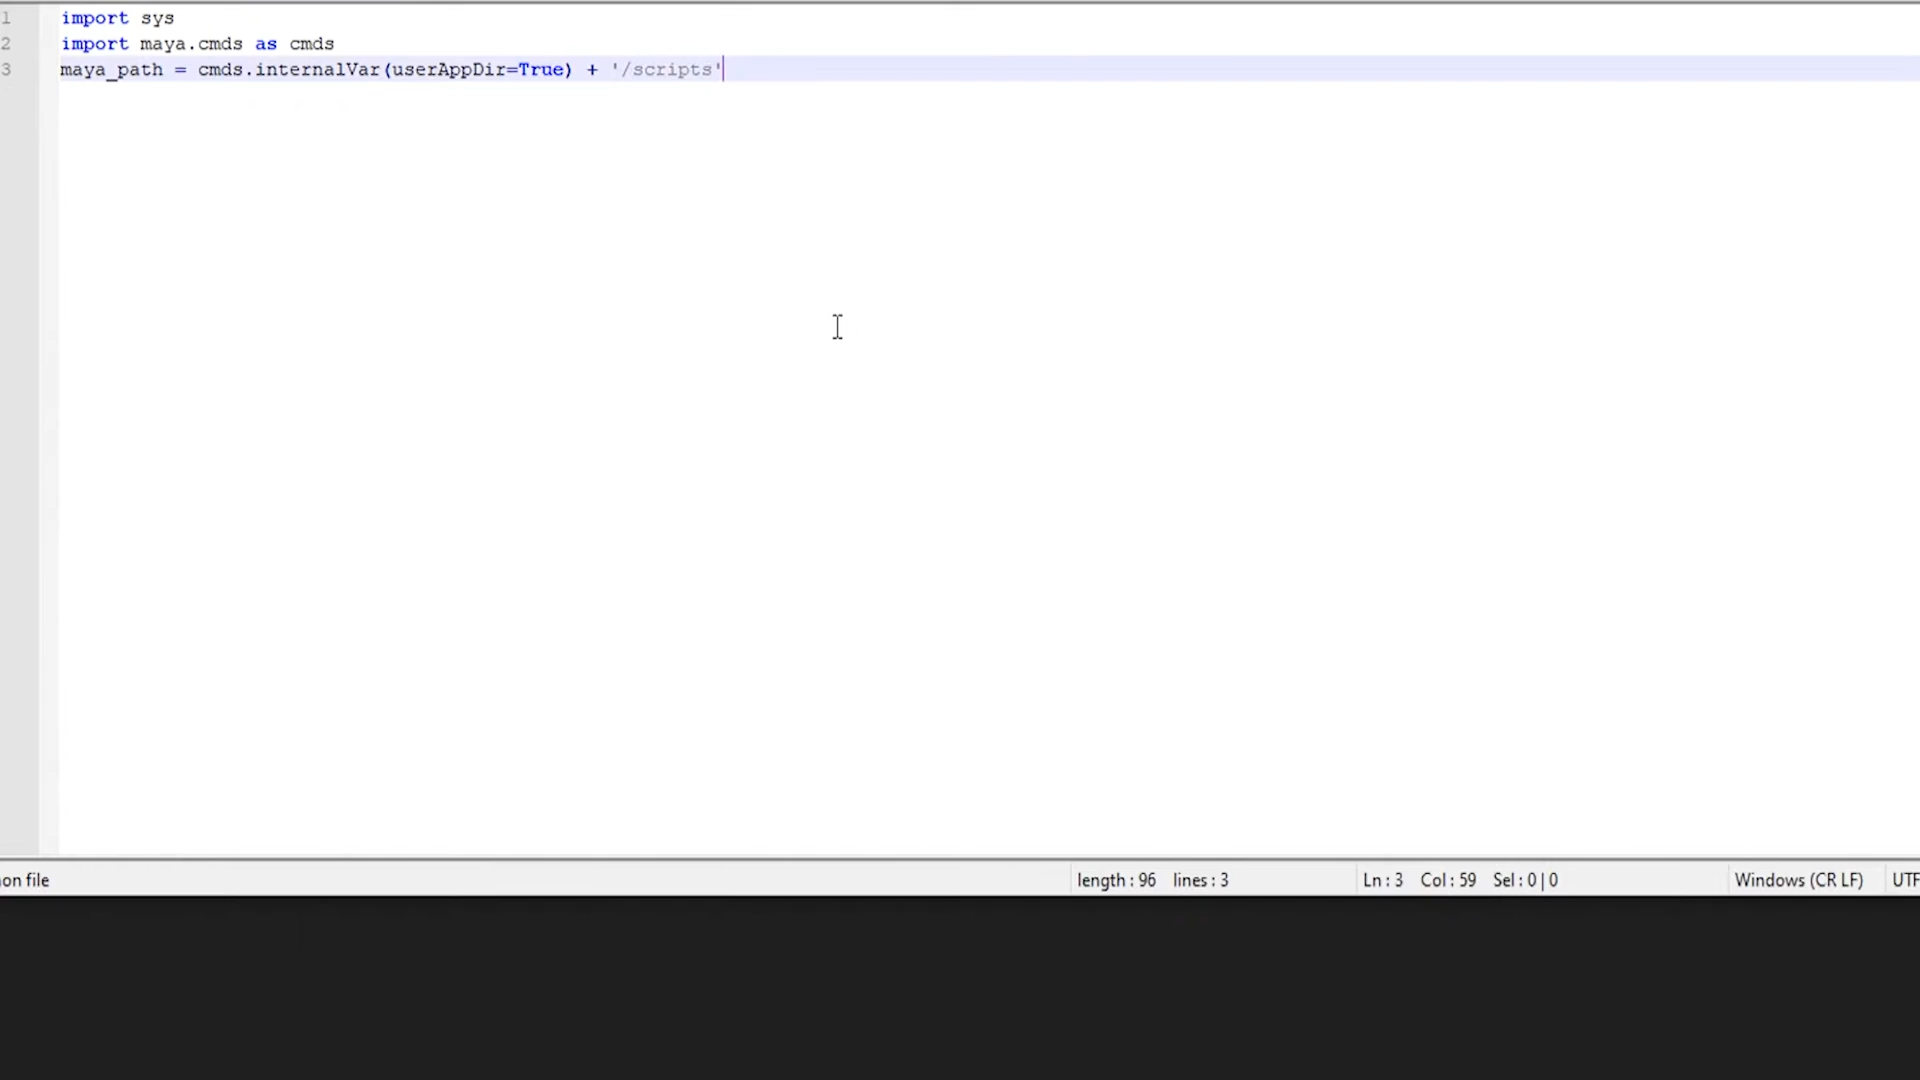 1 import sys
2 import maya.cmds as cmds
3 maya_path = cmds.internalVar(userAppDir=True) + '/scripts'
on file length : 96 lines : 3 Ln : 3 Col : 59 Sel : 0 | 0 Windows (CR LF) UTF